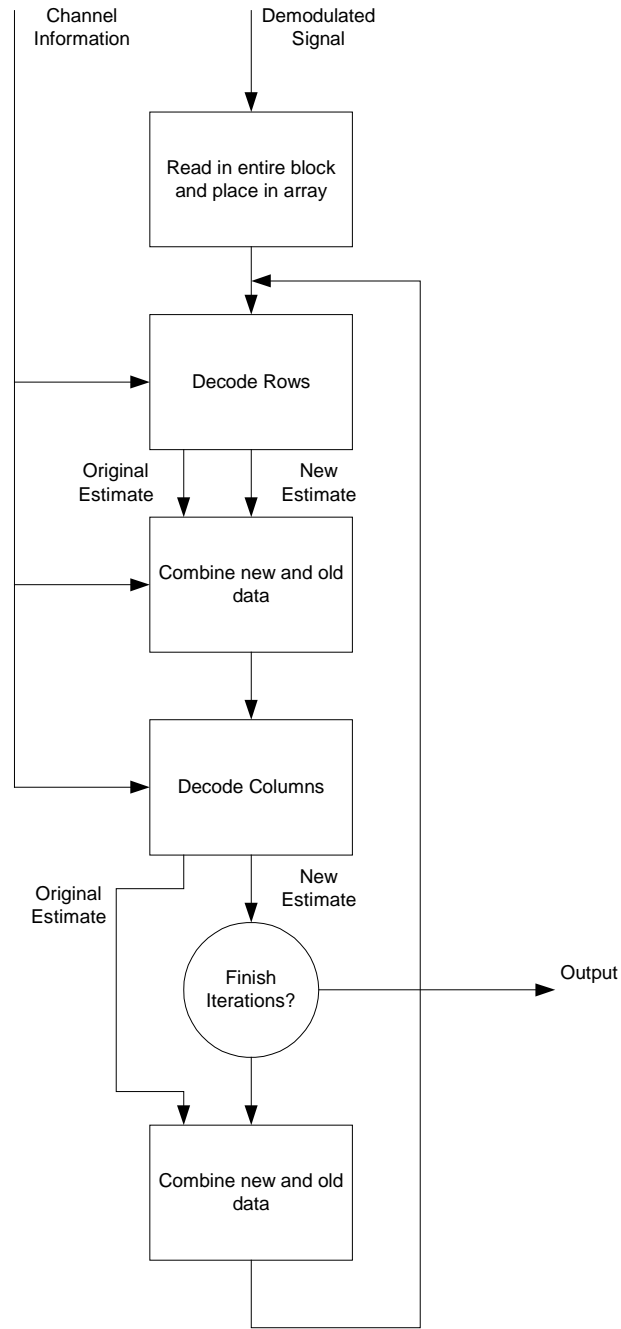 Channel
Information
Demodulated
Signal
Read in entire block
and place in array
Decode Rows
Original
Estimate
New
Estimate
Combine new and old
data
Decode Columns
Original
Estimate
New
Estimate
Finish
Iterations?
Output
Combine new and old
data